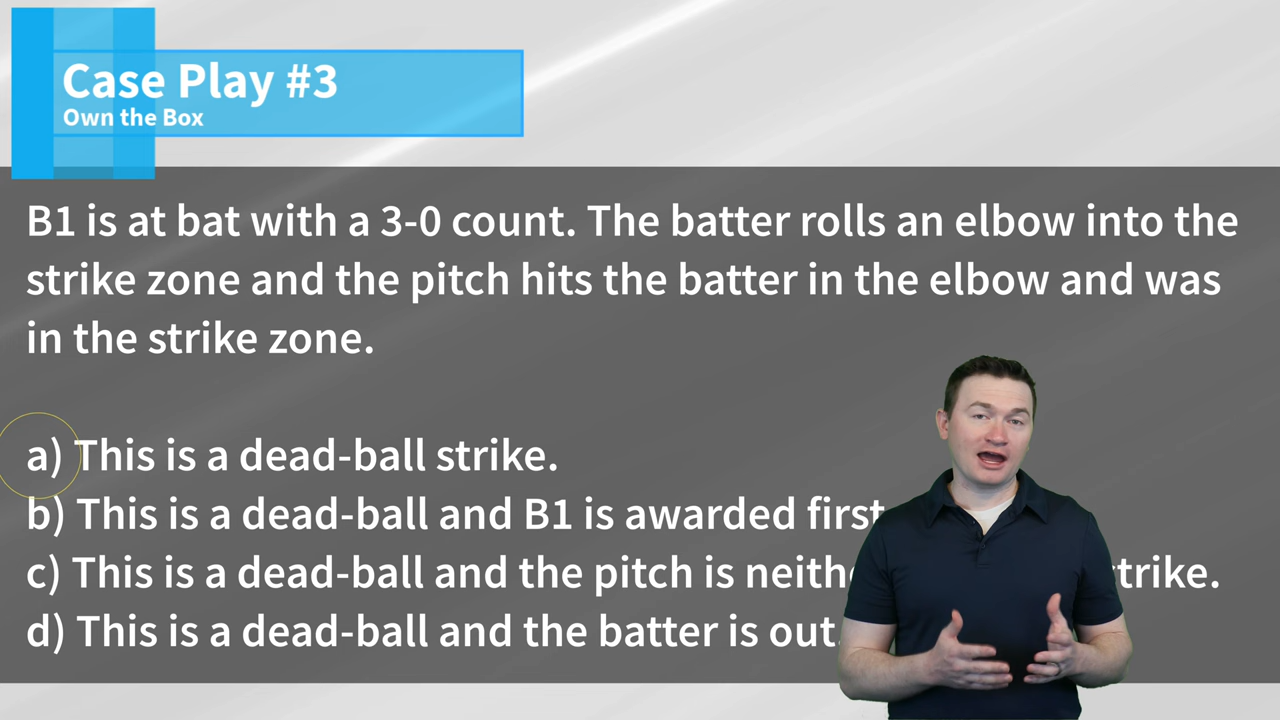 Case Play #3
Own the Box
B1 is at bat with a 3-0 count. The batter rolls an elbow into the
strike zone and the pitch hits the batter in the elbow and was
in the strike zone.
a) This is a dead-ball strike.
b) This is a dead-ball and B1 is awarded first
c) This is a dead-ball and the pitch is strike.
d) This is a dead-ball and the batter is out.